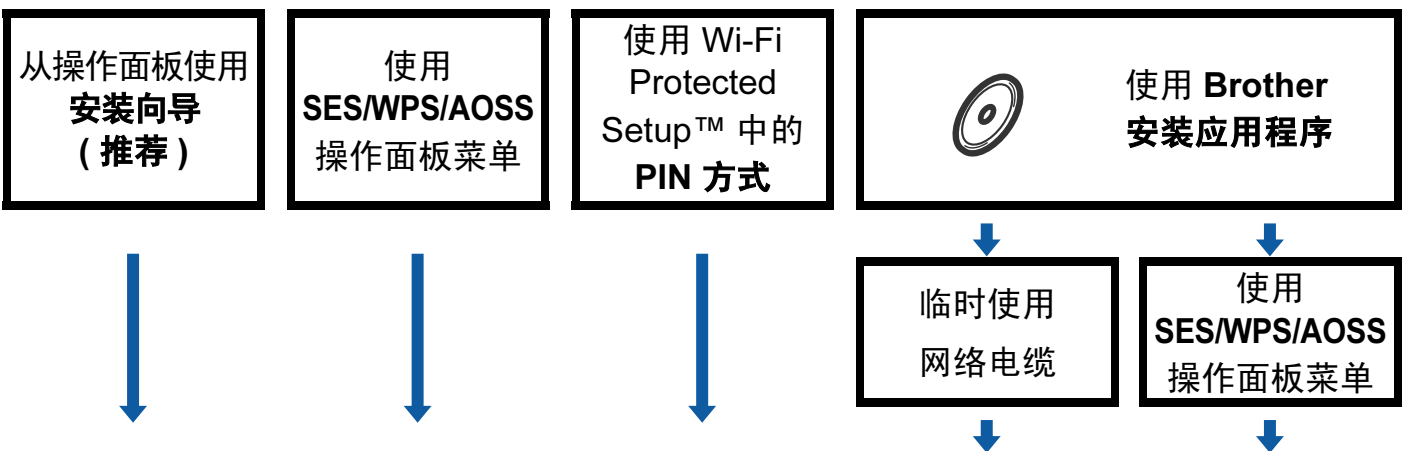 从操作面板使用
安装向导
( 推荐 )
使用
SES/WPS/AOSS
操作面板菜单
使用 Wi-Fi
Protected
Setup™ 中的
PIN 方式
使用 Brother
安装应用程序
临时使用
网络电缆
使用
SES/WPS/AOSS
操作面板菜单